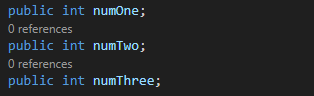 public int numOne;
0 references
public int numTwo;
0 references
public int numThree;